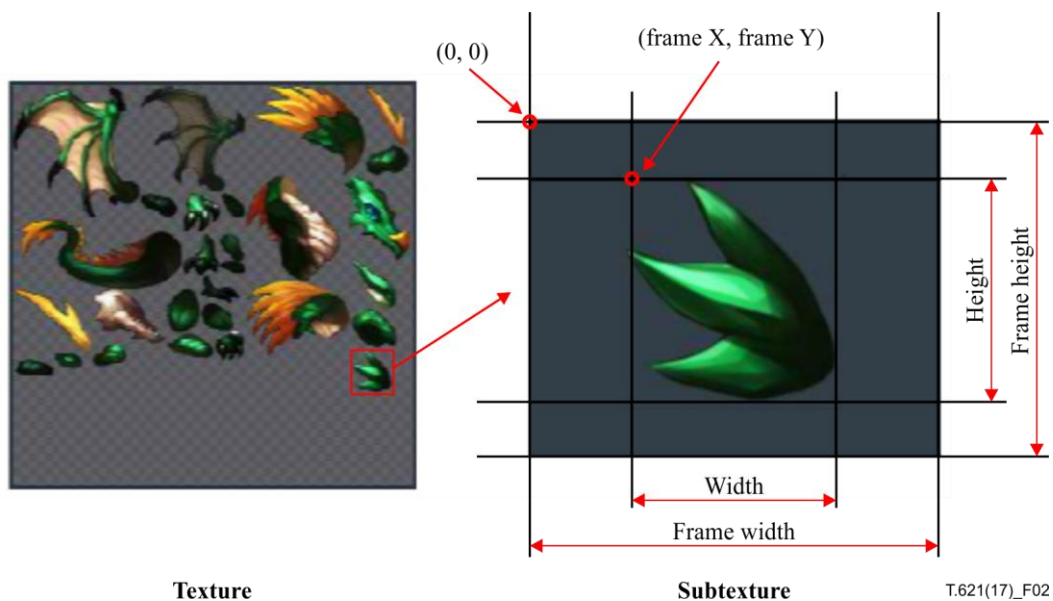 (0, 0)
(frame X, frame Y)
Height
Frame height
Width
Frame width
Texture
Subtexture
T.621(17)_F02